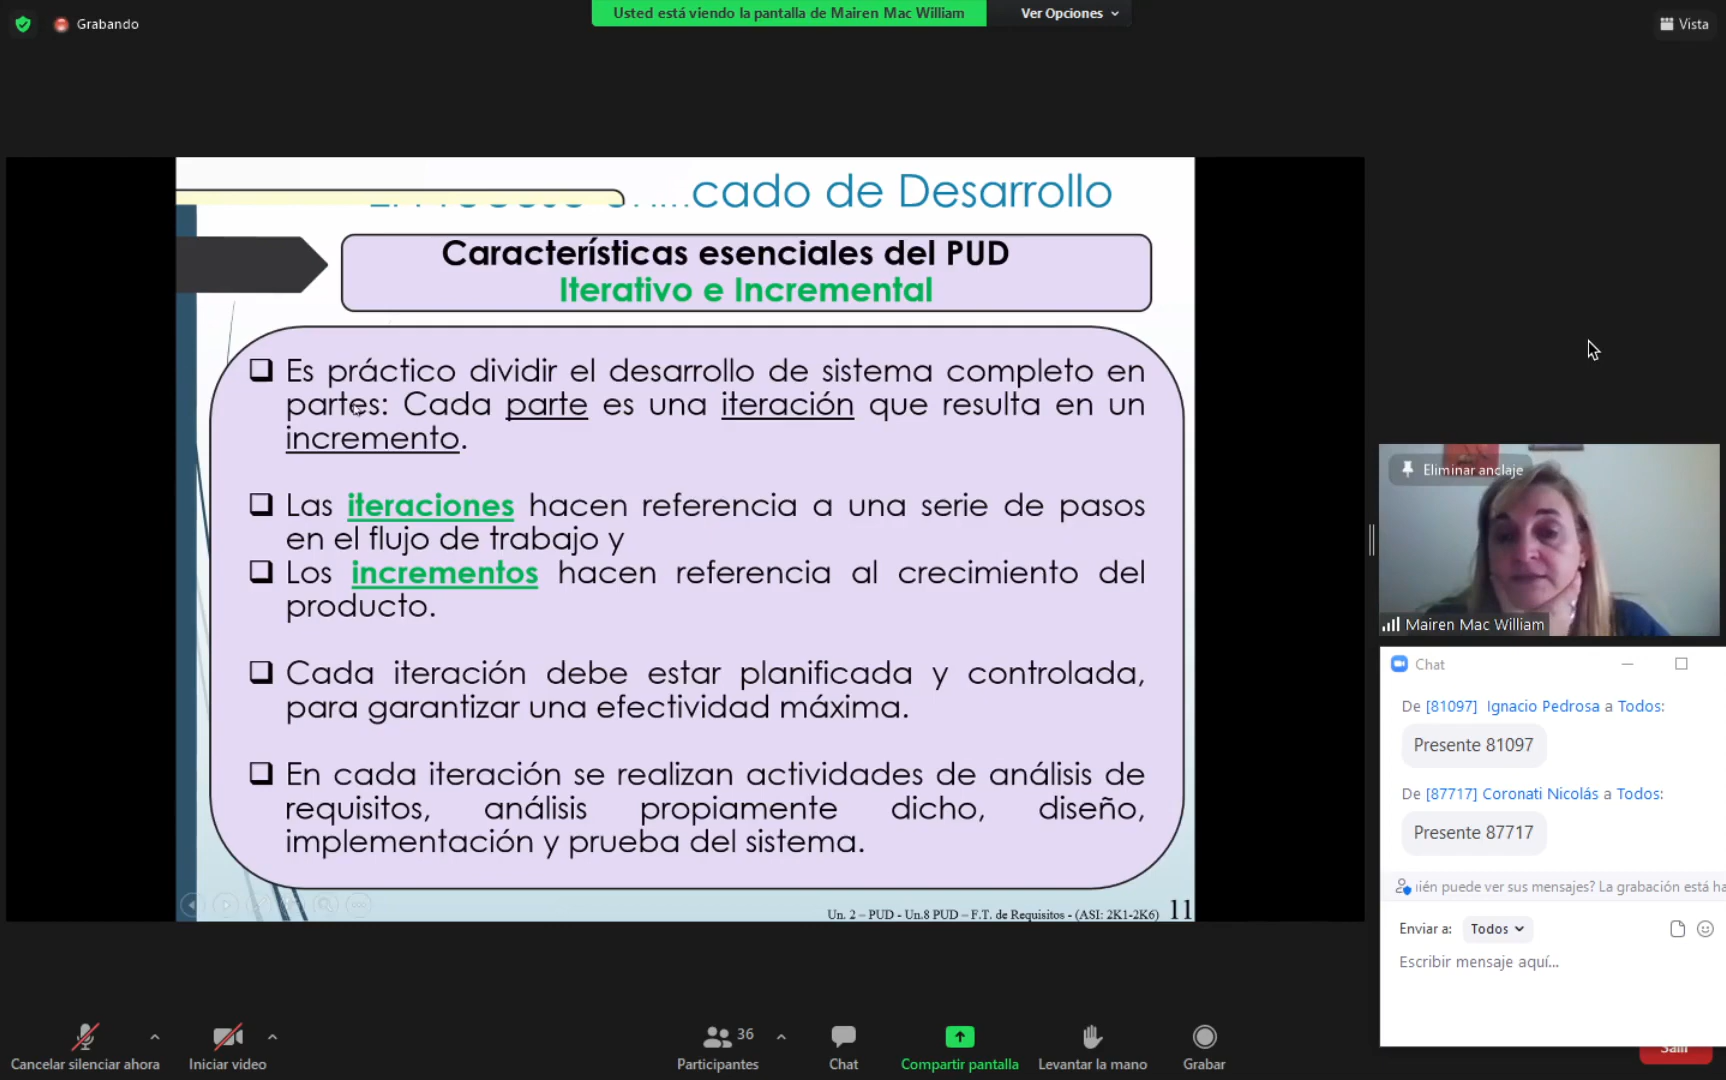 Grabando
Usted está viendo la pantalla de Mairen Mac William
Ver Opciones
Vista
cado de Desarrollo
Características esenciales del PUD
Iterativo e Incremental
Es práctico dividir el desarrollo de sistema completo en
partes: Cada parte es una iteración que resulta en un
incremento.
Las iteraciones hacen referencia a una serie de pasos
en el flujo de trabajo y
Los incrementos hacen referencia al crecimiento del
producto.
Cada iteración debe estar planificada y controlada,
para garantizar una efectividad máxima.
En cada iteración se realizan actividades de análisis de
requisitos, análisis propiamente dicho, diseño,
implementación y prueba del sistema.
Un. 2 – PUD - Un.8 PUD – F.T. de Requisitos - (ASI: 2K1-2K6) 11
Eliminar anclaje
Mairen Mac William
Chat
De [81097] Ignacio Pedrosa a Todos:
Presente 81097
De [87717] Coronati Nicolás a Todos:
Presente 87717
puede ver sus mensajes? La grabación está
Enviar a: Todos
Escribir mensaje aquí...
Cancelar silenciar ahora
Iniciar video
36
Participantes
Chat
Compartir pantalla
Levantar la mano
Grabar